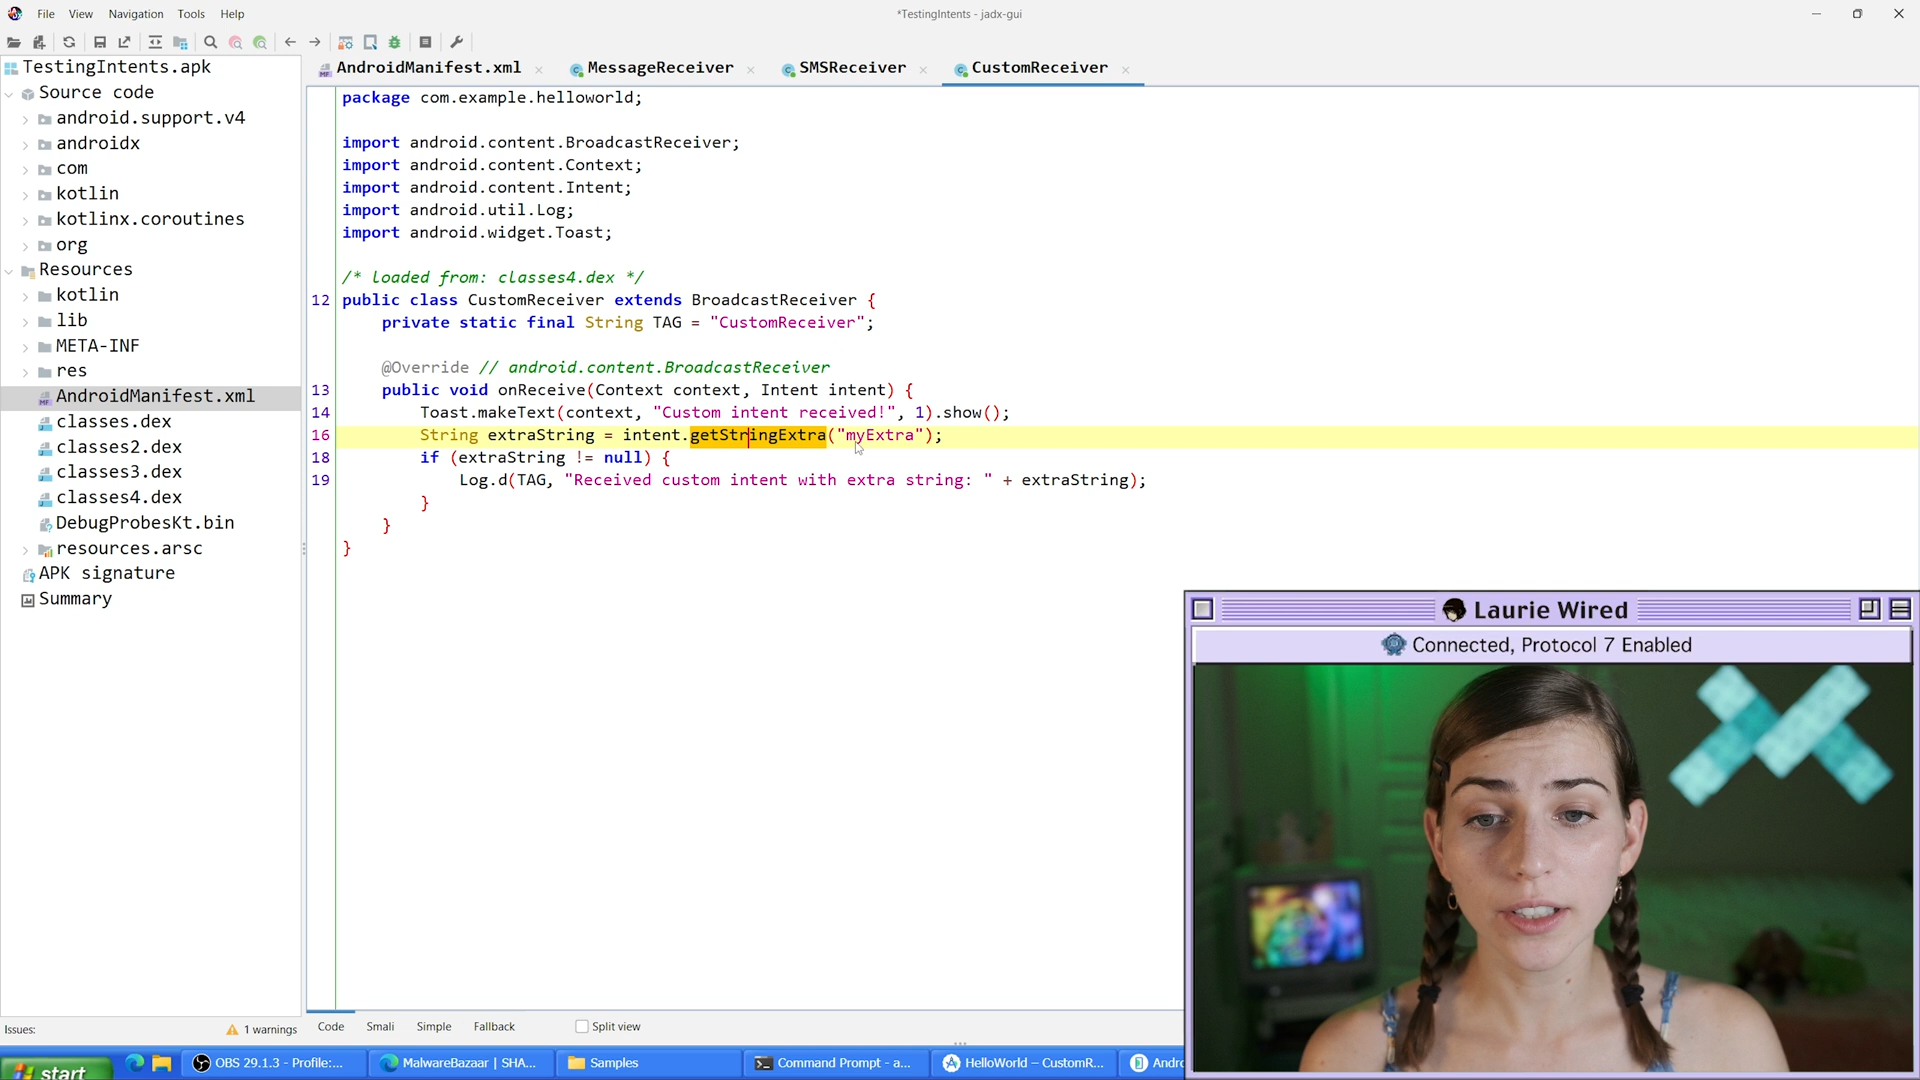 File View Navigation Tools Help
*TestingIntents - jadx-gui
TestingIntents.apk
Source code
android.support.v4
androidx
com
kotlin
kotlinx.coroutines
org
Resources
kotlin
lib
META-INF
res
AndroidManifest.xml
classes.dex
classes2.dex
classes3.dex
classes4.dex
DebugProbesKt.bin
resources.arsc
APK signature
Summary
Issues: 1 warnings
AndroidManifest.xml MessageReceiver SMSReceiver CustomReceiver
package com.example.helloworld;
import android.content.BroadcastReceiver;
import android.content.Context;
import android.content.Intent;
import android.util.Log;
import android.widget.Toast;
/* loaded from: classes4.dex */
12 public class CustomReceiver extends BroadcastReceiver {
private static final String TAG = "CustomReceiver";
@Override // android.content.BroadcastReceiver
13 public void onReceive(Context context, Intent intent) {
14 Toast.makeText(context, "Custom intent received!", 1).show();
16 String extraString = intent.getStringExtra("myExtra");
18 if (extraString != null) {
19 Log.d(TAG, "Received custom intent with extra string: " + extraString);
}
}
}
Code Smali Simple Fallback Split view
Laurie Wired
Connected, Protocol 7 Enabled
start OBS 29.1.3 - Profile:... MalwareBazaar | SHA... Samples Command Prompt - a... HelloWorld – CustomR... Andro